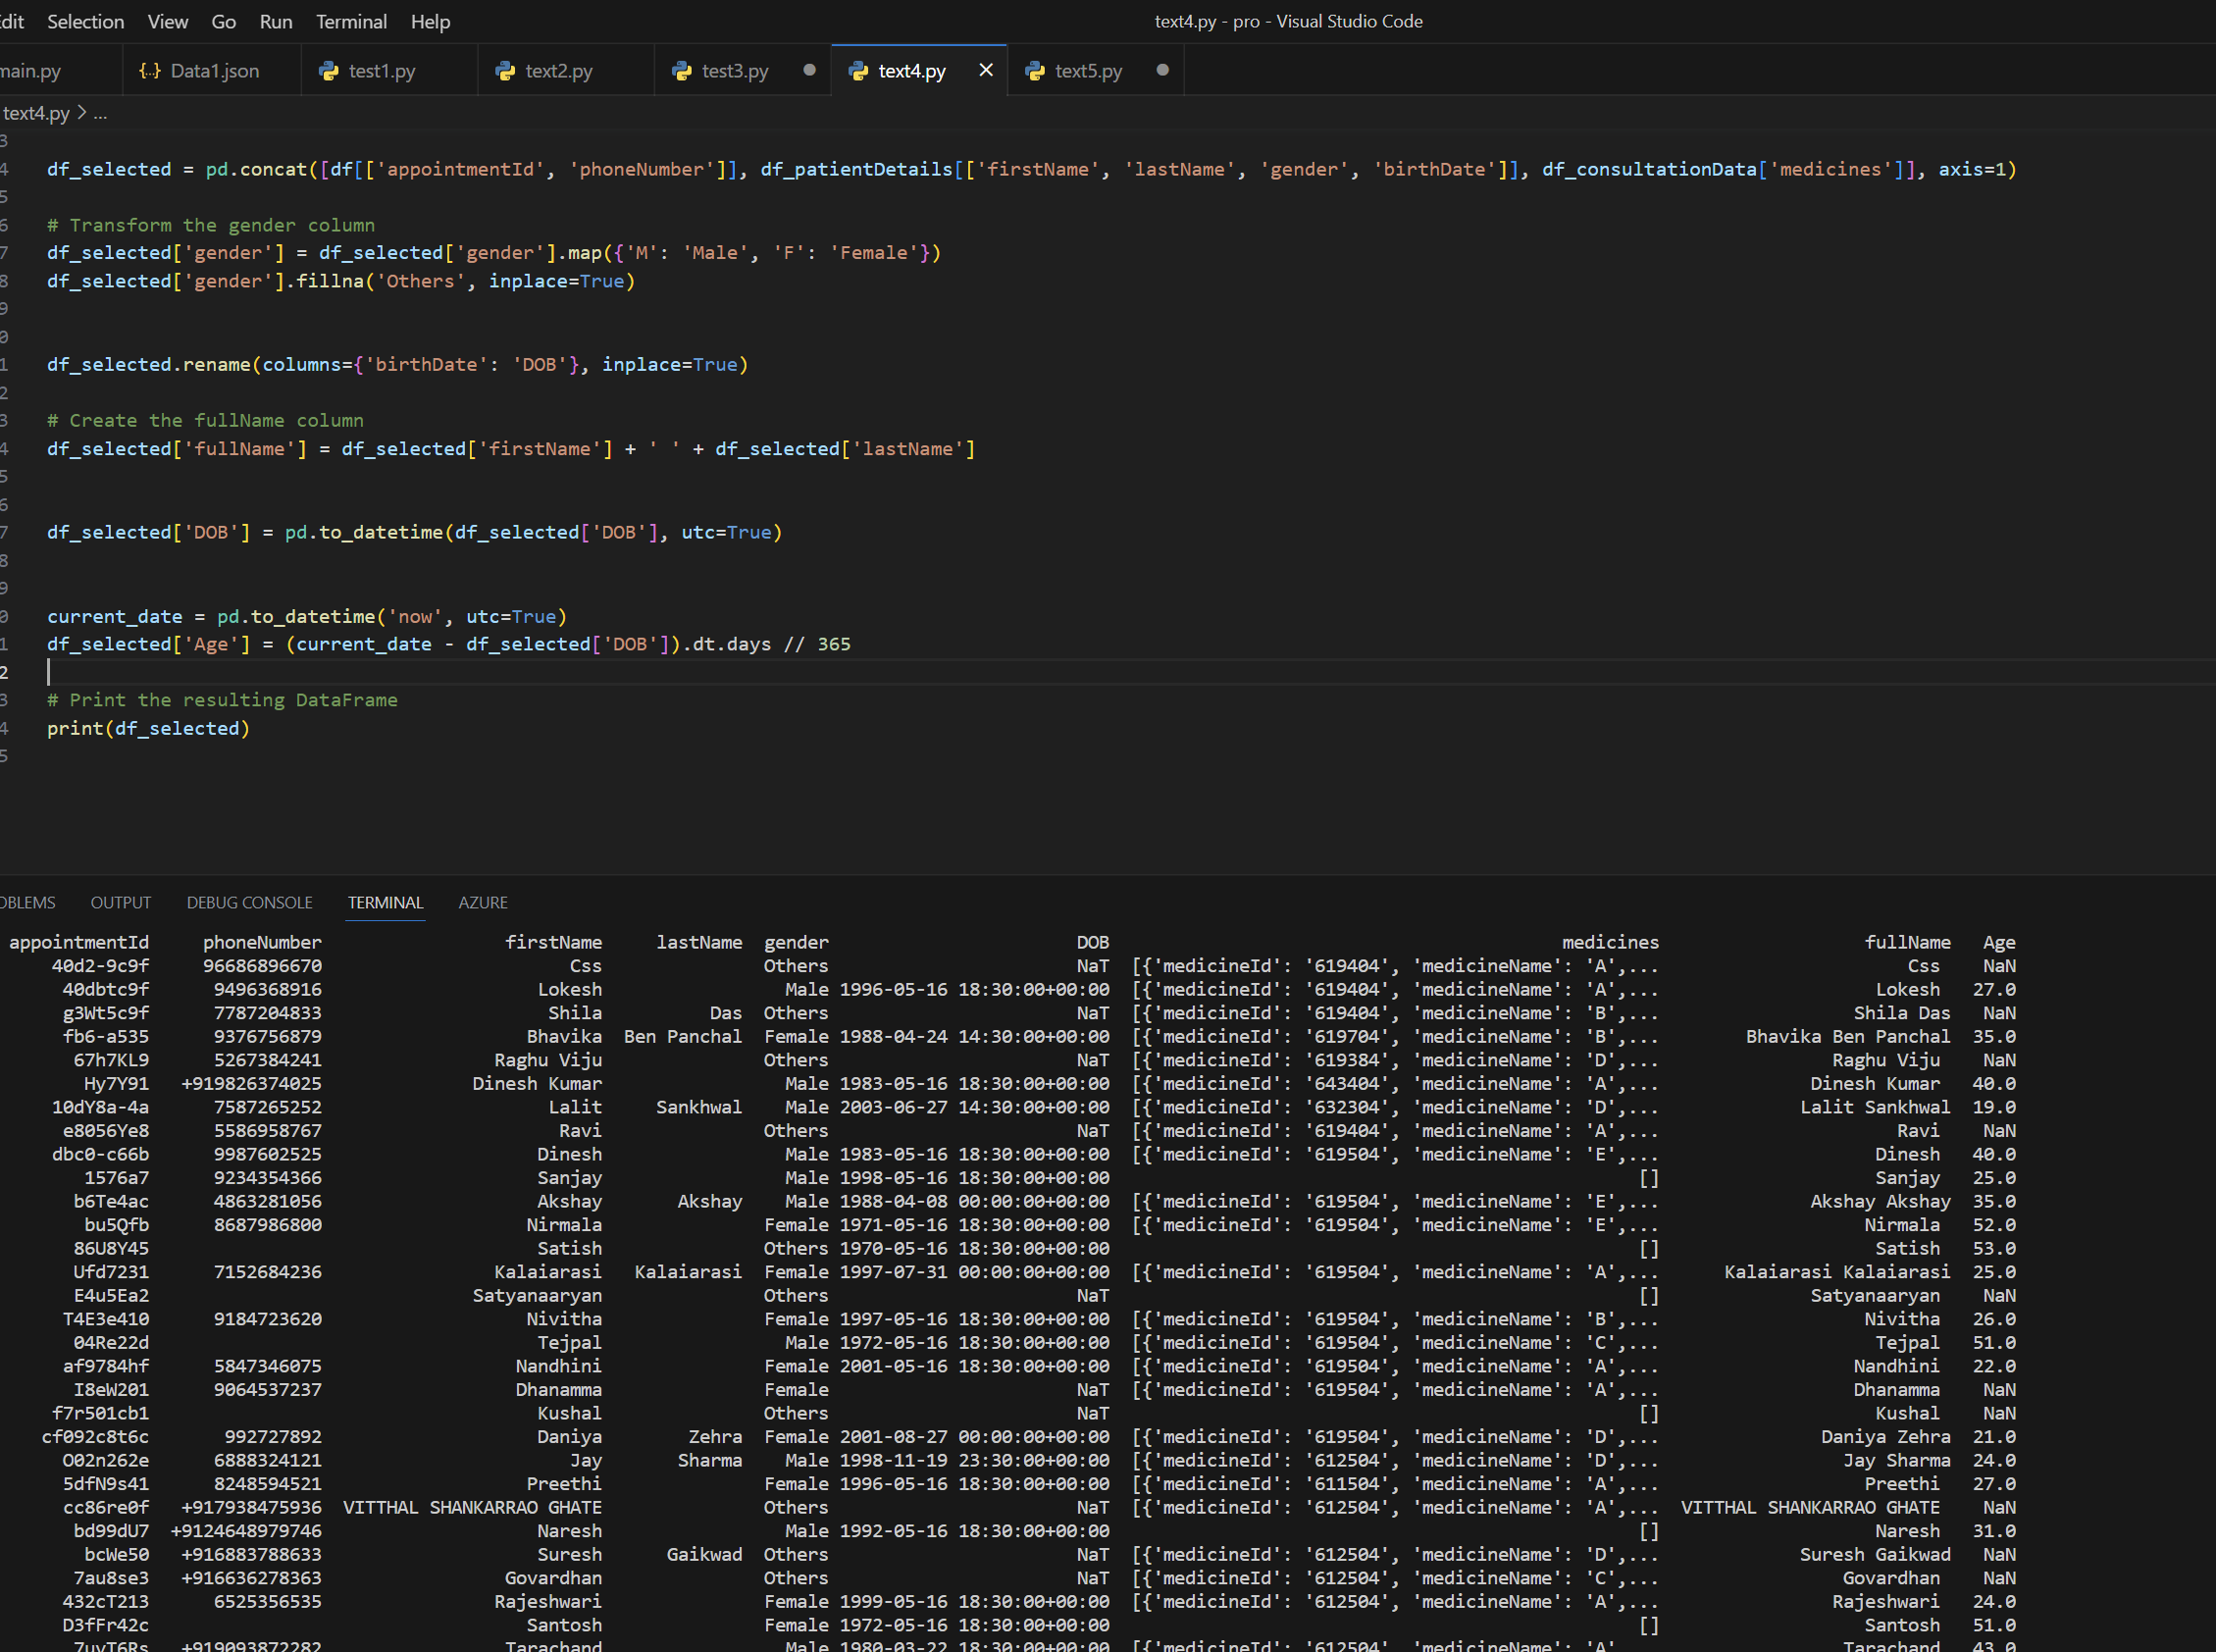 Edit Selection View Go Run Terminal Help text4.py - pro - Visual Studio Code
main.py {..} Data1.json test1.py text2.py test3.py text4.py text5.py
text4.py > ...
3
4 df_selected = pd.concat([df[['appointmentId', 'phoneNumber']], df_patientDetails[['firstName', 'lastName', 'gender', 'birthDate']], df_consultationData['medicines']], axis=1)
5
6 # Transform the gender column
7 df_selected['gender'] = df_selected['gender'].map({'M': 'Male', 'F': 'Female'})
8 df_selected['gender'].fillna('Others', inplace=True)
9
0
1 df_selected.rename(columns={'birthDate': 'DOB'}, inplace=True)
2
3 # Create the fullName column
4 df_selected['fullName'] = df_selected['firstName'] + ' ' + df_selected['lastName']
5
6
7 df_selected['DOB'] = pd.to_datetime(df_selected['DOB'], utc=True)
8
9
0 current_date = pd.to_datetime('now', utc=True)
1 df_selected['Age'] = (current_date - df_selected['DOB']).dt.days // 365
2
3 # Print the resulting DataFrame
4 print(df_selected)
5
OBLEMS OUTPUT DEBUG CONSOLE TERMINAL AZURE
appointmentId phoneNumber firstName lastName gender DOB medicines fullName Age
40d2-9c9f 96686896670 Css Others NaT [{'medicineId': '619404', 'medicineName': 'A',... Css NaN
40dbtc9f 9496368916 Lokesh Male 1996-05-16 18:30:00+00:00 [{'medicineId': '619404', 'medicineName': 'A',... Lokesh 27.0
g3Wt5c9f 7787204833 Shila Das Others NaT [{'medicineId': '619404', 'medicineName': 'B',... Shila Das NaN
fb6-a535 9376756879 Bhavika Ben Panchal Female 1988-04-24 14:30:00+00:00 [{'medicineId': '619704', 'medicineName': 'B',... Bhavika Ben Panchal 35.0
67h7KL9 5267384241 Raghu Viju Others NaT [{'medicineId': '619384', 'medicineName': 'D',... Raghu Viju NaN
Hy7Y91 +919826374025 Dinesh Kumar Male 1983-05-16 18:30:00+00:00 [{'medicineId': '643404', 'medicineName': 'A',... Dinesh Kumar 40.0
10dY8a-4a 7587265252 Lalit Sankhwal Male 2003-06-27 14:30:00+00:00 [{'medicineId': '632304', 'medicineName': 'D',... Lalit Sankhwal 19.0
e8056Ye8 5586958767 Ravi Others NaT [{'medicineId': '619404', 'medicineName': 'A',... Ravi NaN
dbc0-c66b 9987602525 Dinesh Male 1983-05-16 18:30:00+00:00 [{'medicineId': '619504', 'medicineName': 'E',... Dinesh 40.0
1576a7 9234354366 Sanjay Male 1998-05-16 18:30:00+00:00 [] Sanjay 25.0
b6Te4ac 4863281056 Akshay Akshay Male 1988-04-08 00:00:00+00:00 [{'medicineId': '619504', 'medicineName': 'E',... Akshay Akshay 35.0
bu5Qfb 8687986800 Nirmala Female 1971-05-16 18:30:00+00:00 [{'medicineId': '619504', 'medicineName': 'E',... Nirmala 52.0
86U8Y45 Satish Others 1970-05-16 18:30:00+00:00 [] Satish 53.0
Ufd7231 7152684236 Kalaiarasi Kalaiarasi Female 1997-07-31 00:00:00+00:00 [{'medicineId': '619504', 'medicineName': 'A',... Kalaiarasi Kalaiarasi 25.0
E4u5Ea2 Satyanaaryan Others NaT [] Satyanaaryan NaN
T4E3e410 9184723620 Nivitha Female 1997-05-16 18:30:00+00:00 [{'medicineId': '619504', 'medicineName': 'B',... Nivitha 26.0
04Re22d Tejpal Male 1972-05-16 18:30:00+00:00 [{'medicineId': '619504', 'medicineName': 'C',... Tejpal 51.0
af9784hf 5847346075 Nandhini Female 2001-05-16 18:30:00+00:00 [{'medicineId': '619504', 'medicineName': 'A',... Nandhini 22.0
I8eW201 9064537237 Dhanamma Female NaT [{'medicineId': '619504', 'medicineName': 'A',... Dhanamma NaN
f7r501cb1 Kushal Others NaT [] Kushal NaN
cf092c8t6c 992727892 Daniya Zehra Female 2001-08-27 00:00:00+00:00 [{'medicineId': '619504', 'medicineName': 'D',... Daniya Zehra 21.0
O02n262e 6888324121 Jay Sharma Male 1998-11-19 23:30:00+00:00 [{'medicineId': '612504', 'medicineName': 'D',... Jay Sharma 24.0
5dfN9s41 8248594521 Preethi Female 1996-05-16 18:30:00+00:00 [{'medicineId': '611504', 'medicineName': 'A',... Preethi 27.0
cc86re0f +917938475936 VITTHAL SHANKARRAO GHATE Others NaT [{'medicineId': '612504', 'medicineName': 'A',... VITTHAL SHANKARRAO GHATE NaN
bd99dU7 +9124648979746 Naresh Male 1992-05-16 18:30:00+00:00 [] Naresh 31.0
bcWe50 +916883788633 Suresh Gaikwad Others NaT [{'medicineId': '612504', 'medicineName': 'D',... Suresh Gaikwad NaN
7au8se3 +916636278363 Govardhan Others NaT [{'medicineId': '612504', 'medicineName': 'C',... Govardhan NaN
432cT213 6525356535 Rajeshwari Female 1999-05-16 18:30:00+00:00 [{'medicineId': '612504', 'medicineName': 'A',... Rajeshwari 24.0
D3fFr42c Santosh Female 1972-05-16 18:30:00+00:00 [] Santosh 51.0
7uyT6Rs +919093872282 Tarachand Male 1980-03-22 18:30:00+00:00 [{'medicineId': '612504', 'medicineName': 'A' Tarachand 43.0